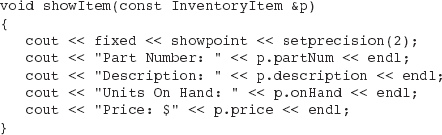 void showItem(const InventoryItem &p)
{
   cout << fixed << showpoint << setprecision(2);
   cout << "Part Number: " << p.partNum << endl;
   cout << "Description: " << p.description << endl;
   cout << "Units On Hand: " << p.onHand << endl;
   cout << "Price: $" << p.price << endl;
}